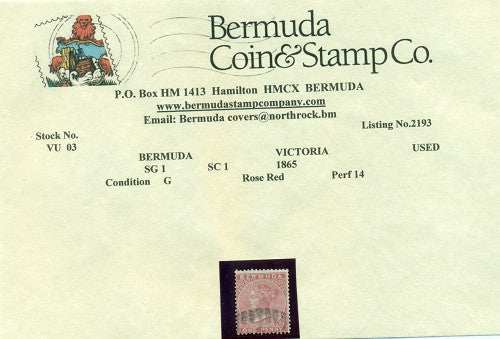 Bermuda
Coin&Stamp Co.
P.O. Box HM 1413 Hamilton HMCX BERMUDA
www.bermudastampcompany.com
Email: Bermuda covers@northrock.bm
Stock No. Listing No.2193
VU 03
BERMUDA VICTORIA USED
SG 1 SC 1 1865
Condition G Rose Red Perf 14
BERMUDA